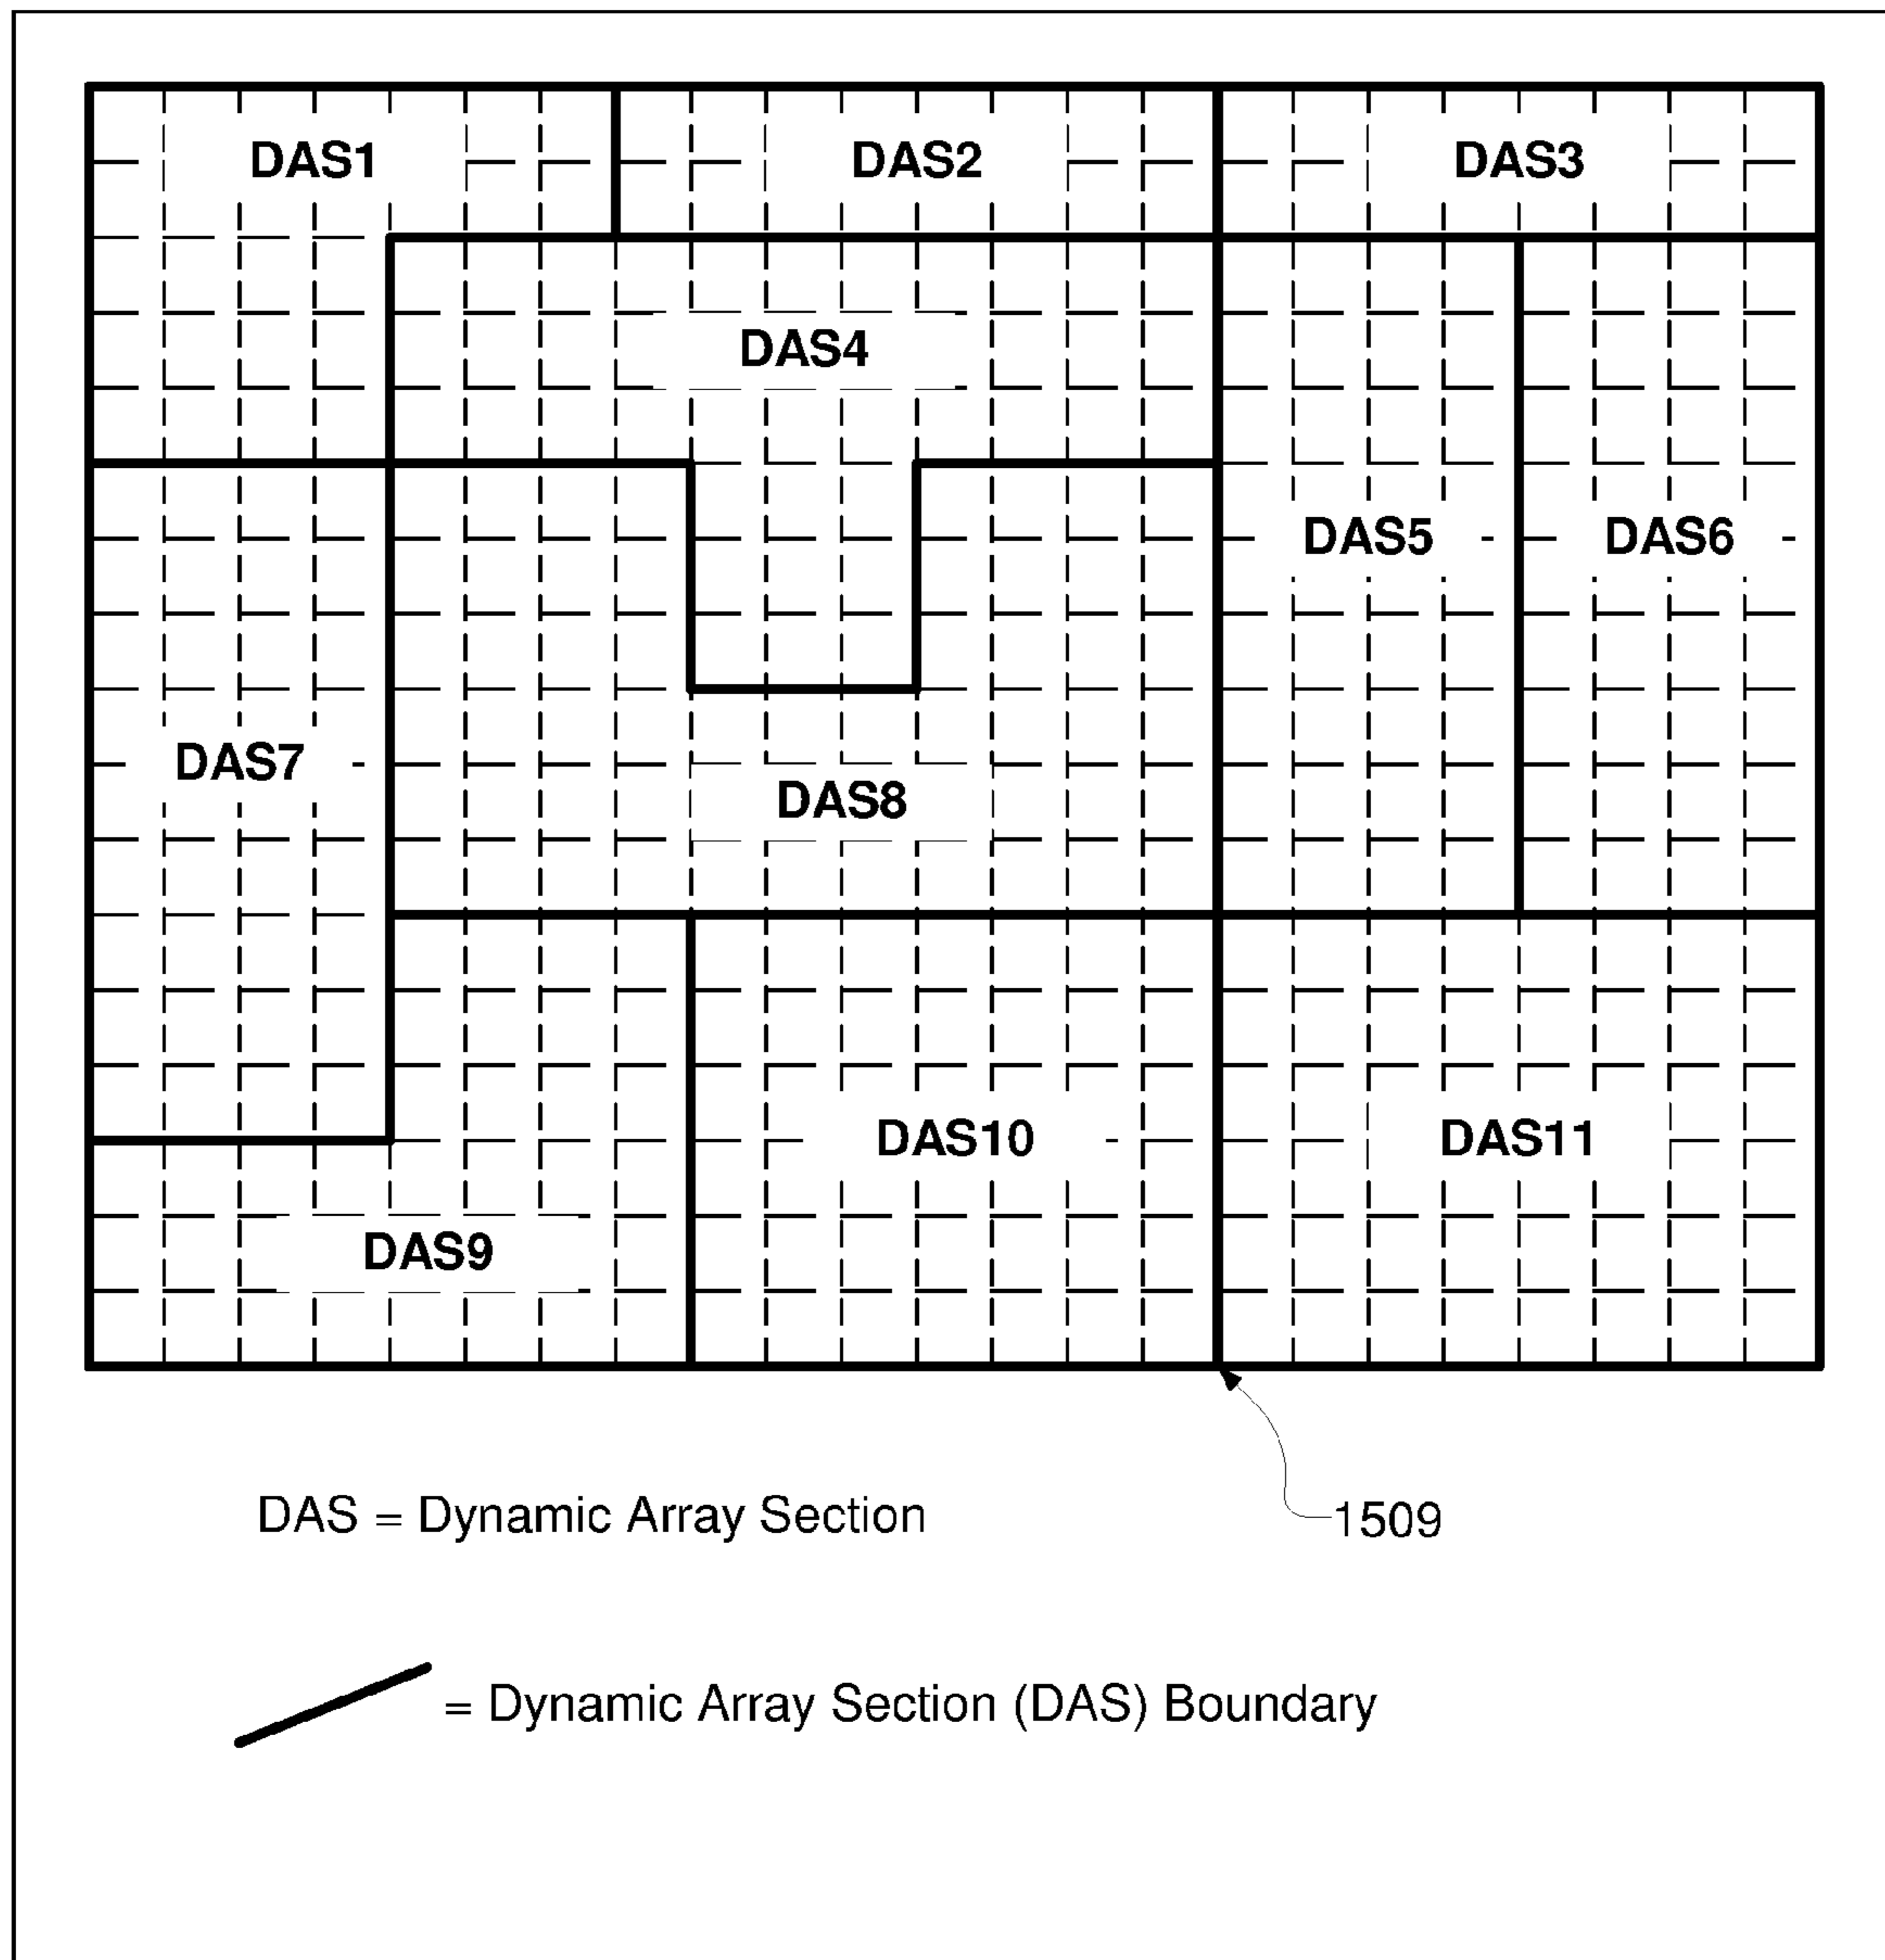 DAS1
DAS2
DAS3
DAS4
DAS5
DAS6
DAS7
DAS8
DAS9
DAS10
DAS11
DAS = Dynamic Array Section
1509
= Dynamic Array Section (DAS) Boundary